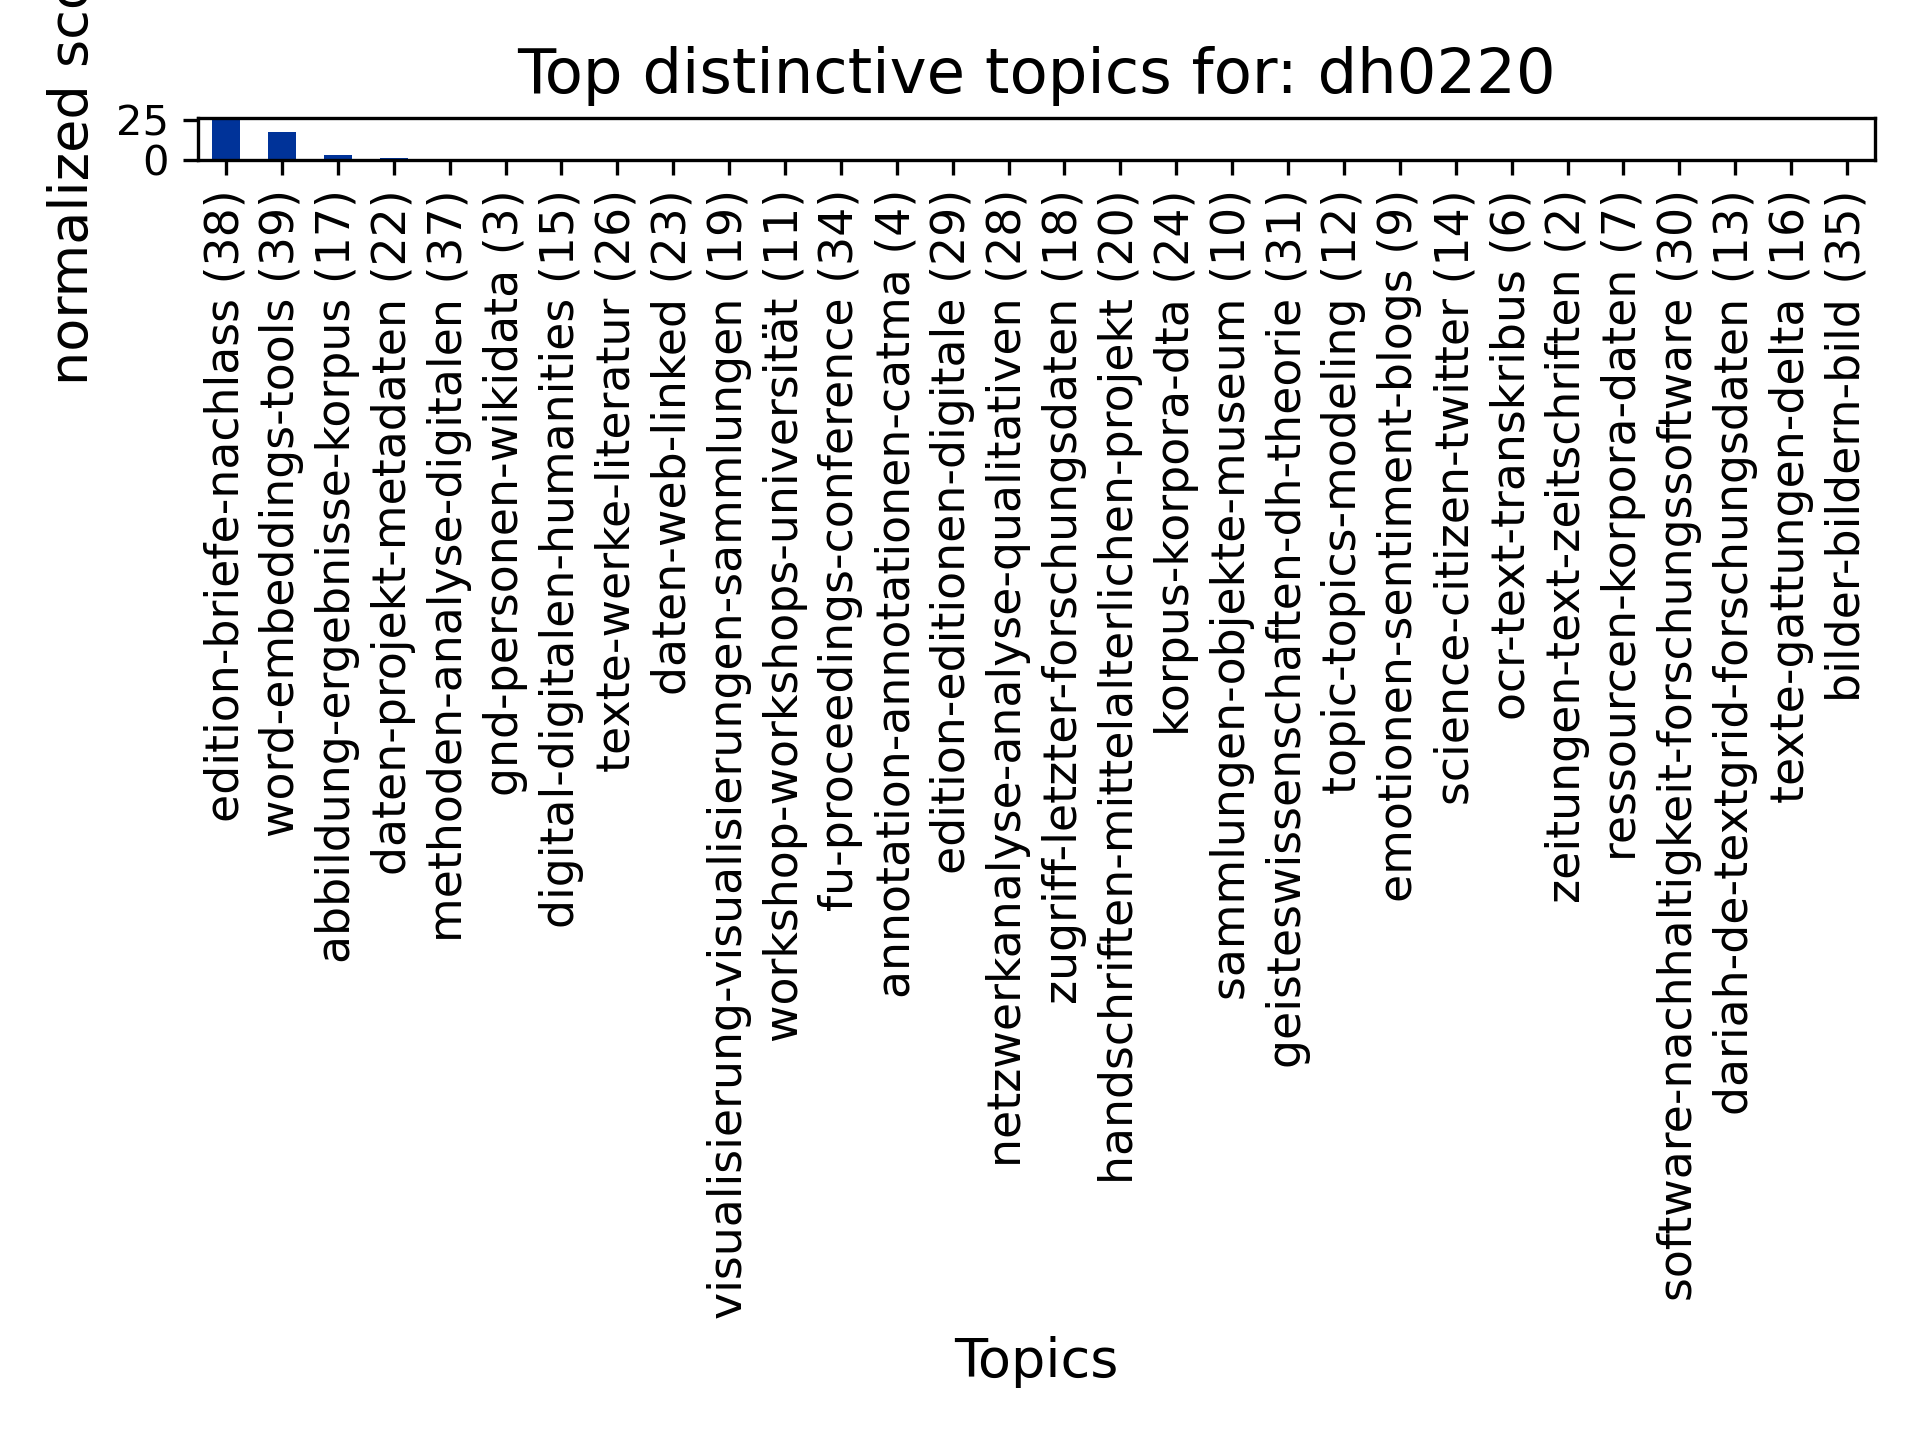 Top distinctive topics for: dh0220
normalized
25
0
edition-briefe-nachlass (38)
word-embeddings-tools (39)
abbildung-ergebnisse-korpus (17)
daten-projekt-metadaten (22)
methoden-analyse-digitalen (37)
gnd-personen-wikidata (3)
digital-digitalen-humanities (15)
texte-werke-literatur (26)
daten-web-linked (23)
visualisierung-visualisierungen-sammlungen (19)
workshop-workshops-universität (11)
fu-proceedings-conference (34)
annotation-annotationen-catma (4)
edition-editionen-digitale (29)
netzwerkanalyse-analyse-qualitativen (28)
zugriff-letzter-forschungsdaten (18)
handschriften-mittelalterlichen-projekt (20)
korpus-korpora-dta (24)
sammlungen-objekte-museum (10)
geisteswissenschaften-dh-theorie (31)
topic-topics-modeling (12)
emotionen-sentiment-blogs (9)
science-citizen-twitter (14)
ocr-text-transkribus (6)
zeitungen-text-zeitschriften (2)
ressourcen-korpora-daten (7)
software-nachhaltigkeit-forschungssoftware (30)
dariah-de-textgrid-forschungsdaten (13)
texte-gattungen-delta (16)
bilder-bildern-bild (35)
Topics